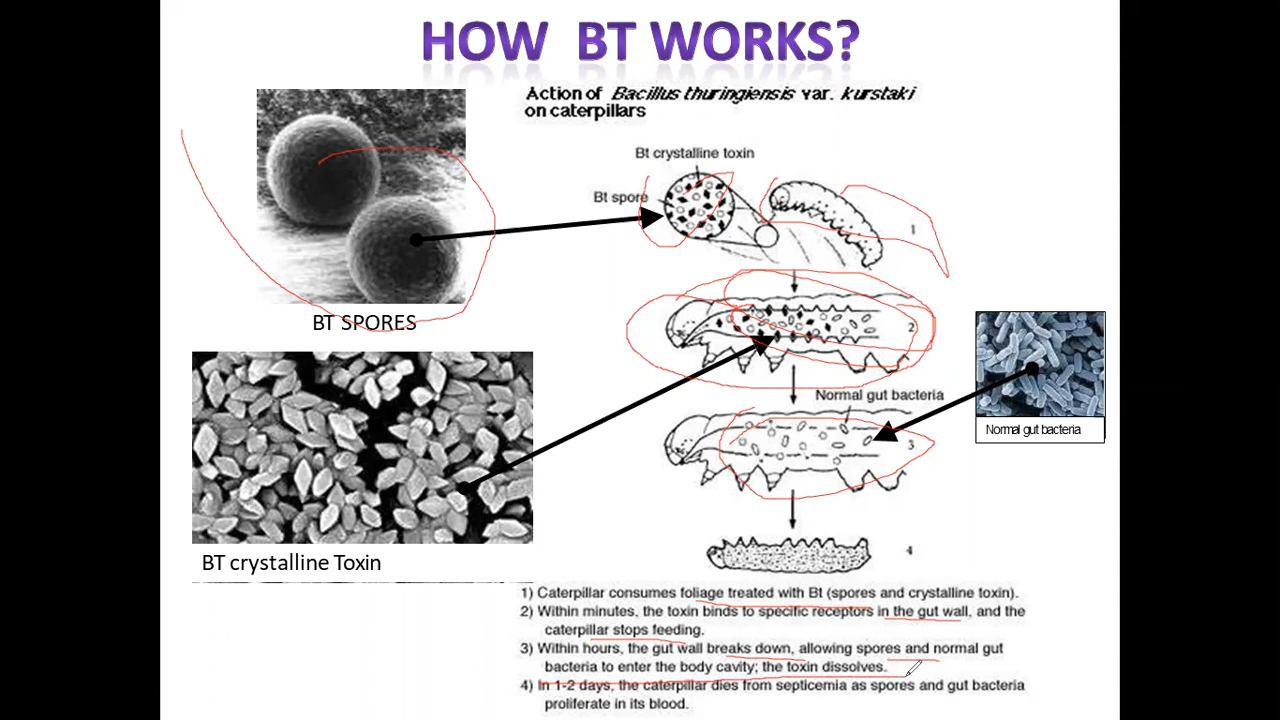 HOW BT WORKS?
Action of Bacillus thuringiensis var. kurstaki
on caterpillars
Bt crystalline toxin
Bt spore
1
BT SPORES
2
Normal gut bacteria
Normal gut bacteria
3
BT crystalline Toxin
4
1) Caterpillar consumes foliage treated with Bt (spores and crystalline toxin).
2) Within minutes, the toxin binds to specific receptors in the gut wall, and the
caterpillar stops feeding.
3) Within hours, the gut wall breaks down, allowing spores and normal gut
bacteria to enter the body cavity; the toxin dissolves.
4) In 1-2 days, the caterpillar dies from septicemia as spores and gut bacteria
proliferate in its blood.